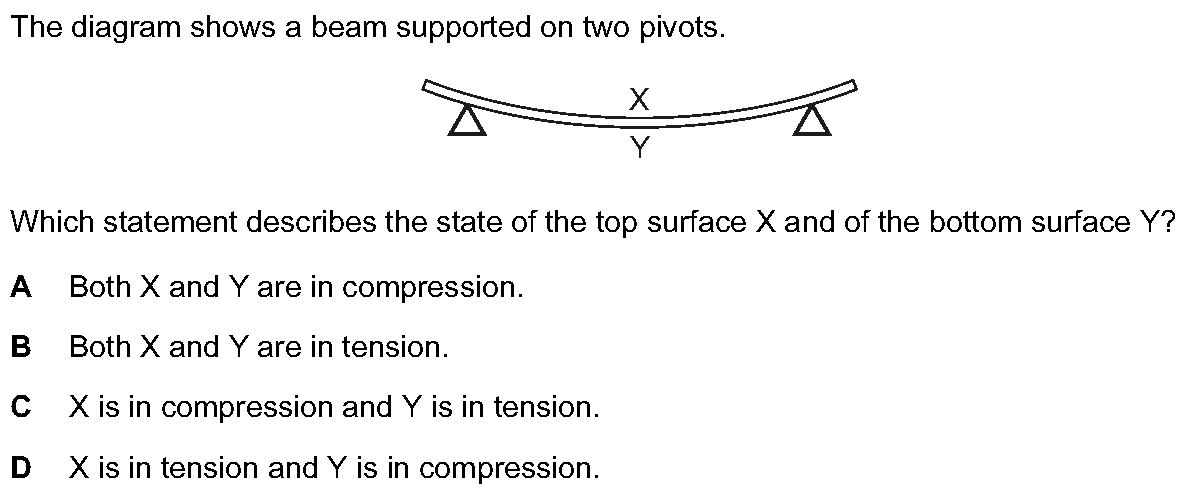 The diagram shows a beam supported on two pivots.
X
Y
Which statement describes the state of the top surface X and of the bottom surface Y?
A Both X and Y are in compression.
B Both X and Y are in tension.
C X is in compression and Y is in tension.
D X is in tension and Y is in compression.